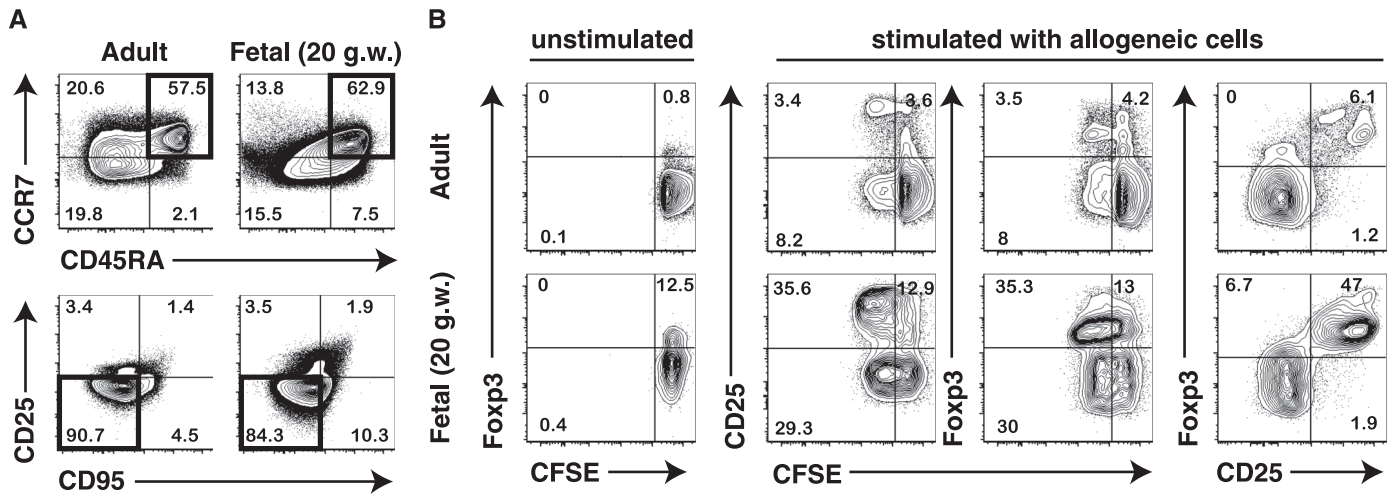 A
B
Adult
Fetal (20 g.w.)
unstimulated
stimulated with allogeneic cells
20.6
57.5
13.8
62.9
19.8
2.1
15.5
7.5
CCR7
CD45RA
3.4
1.4
3.5
1.9
90.7
4.5
84.3
10.3
CD25
CD95
Adult
0
0.8
0.1
3.4
3.6
8.2
3.5
4.2
8
0
6.1
1.2
Fetal (20 g.w.)
0
12.5
0.4
35.6
12.9
29.3
35.3
13
30
6.7
47
1.9
Foxp3
CD25
Foxp3
Foxp3
CFSE
CFSE
CD25